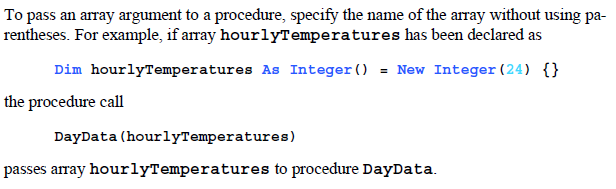 To pass an array argument to a procedure, specify the name of the array without using pa-
rentheses. For example, if array hourlyTemperatures has been declared as
Dim hourlyTemperatures As Integer() = New Integer(24) {}
the procedure call
DayData(hourlyTemperatures)
passes array hourlyTemperatures to procedure DayData.